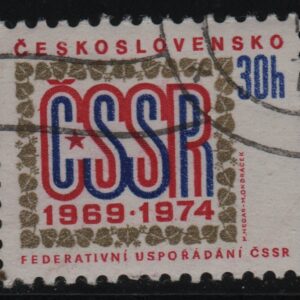 ČESKOSLOVENSKO
30h
ČSSR
1969·1974
FEDERATIVNÍ USPOŘÁDÁNÍ ČSSR